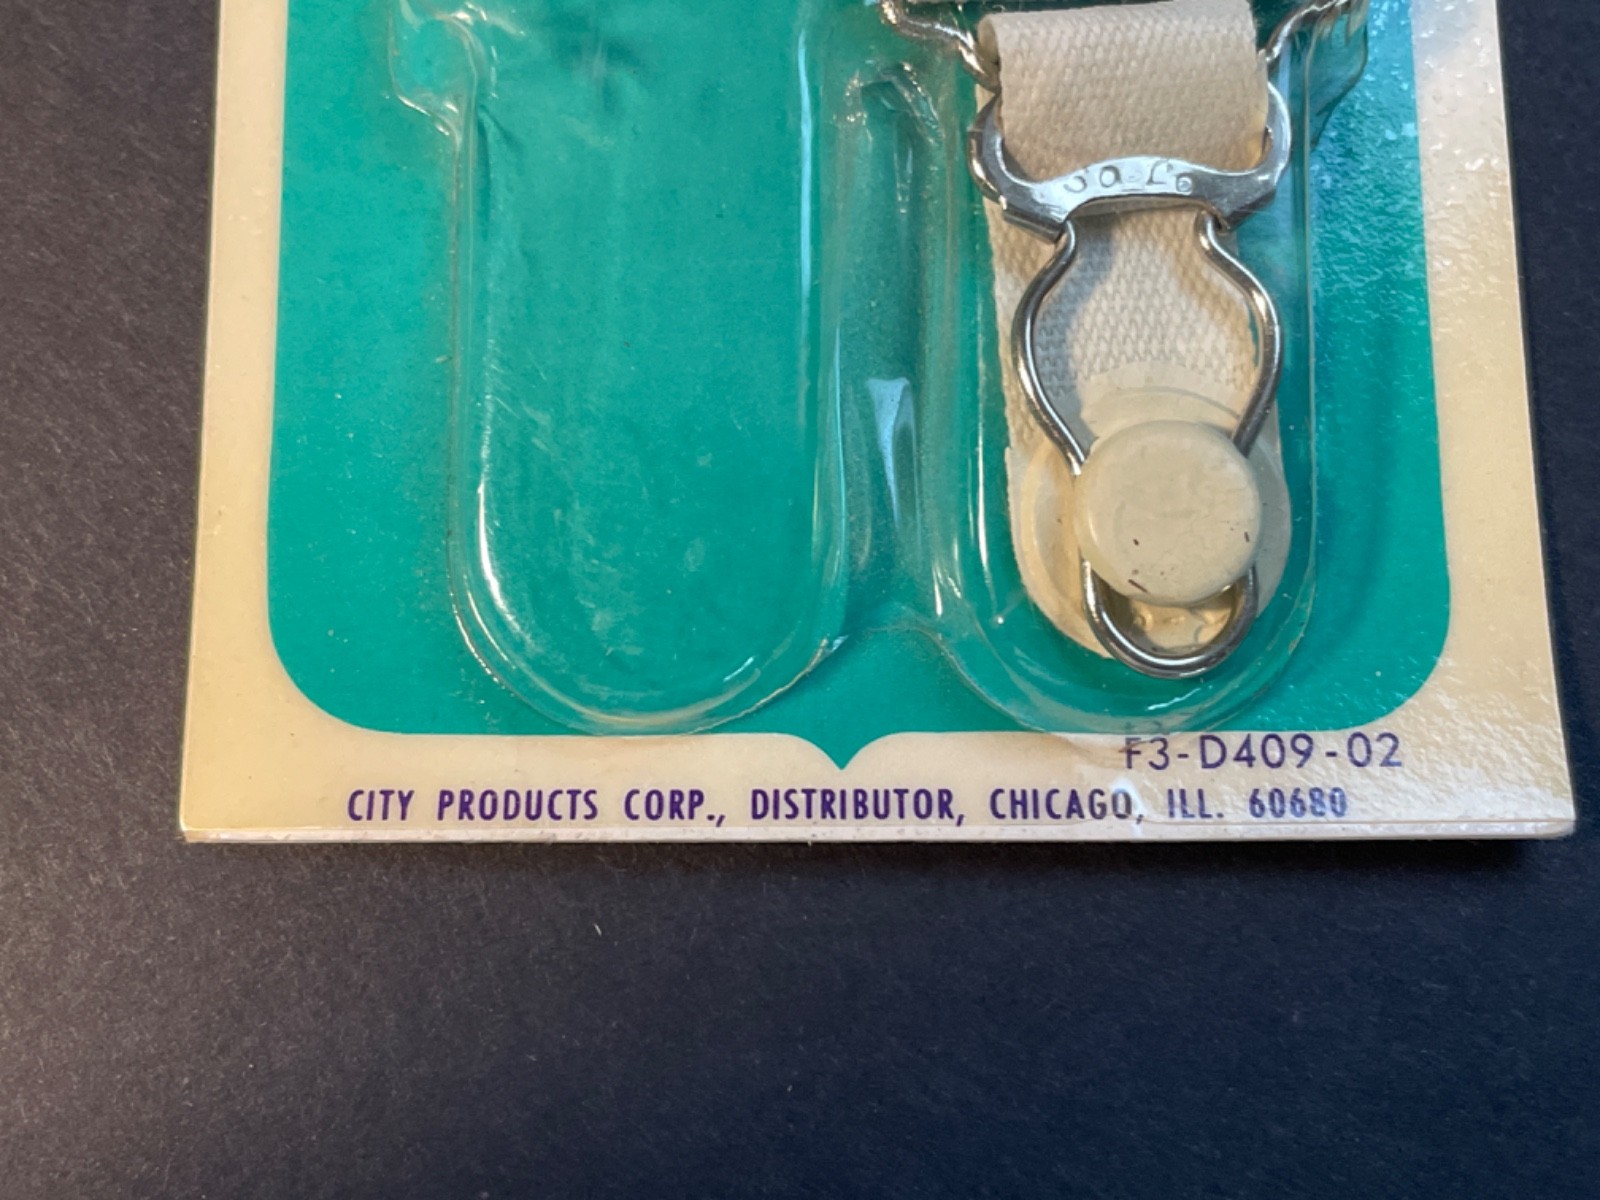 F3-D409-02
CITY PRODUCTS CORP., DISTRIBUTOR, CHICAGO, ILL. 60680